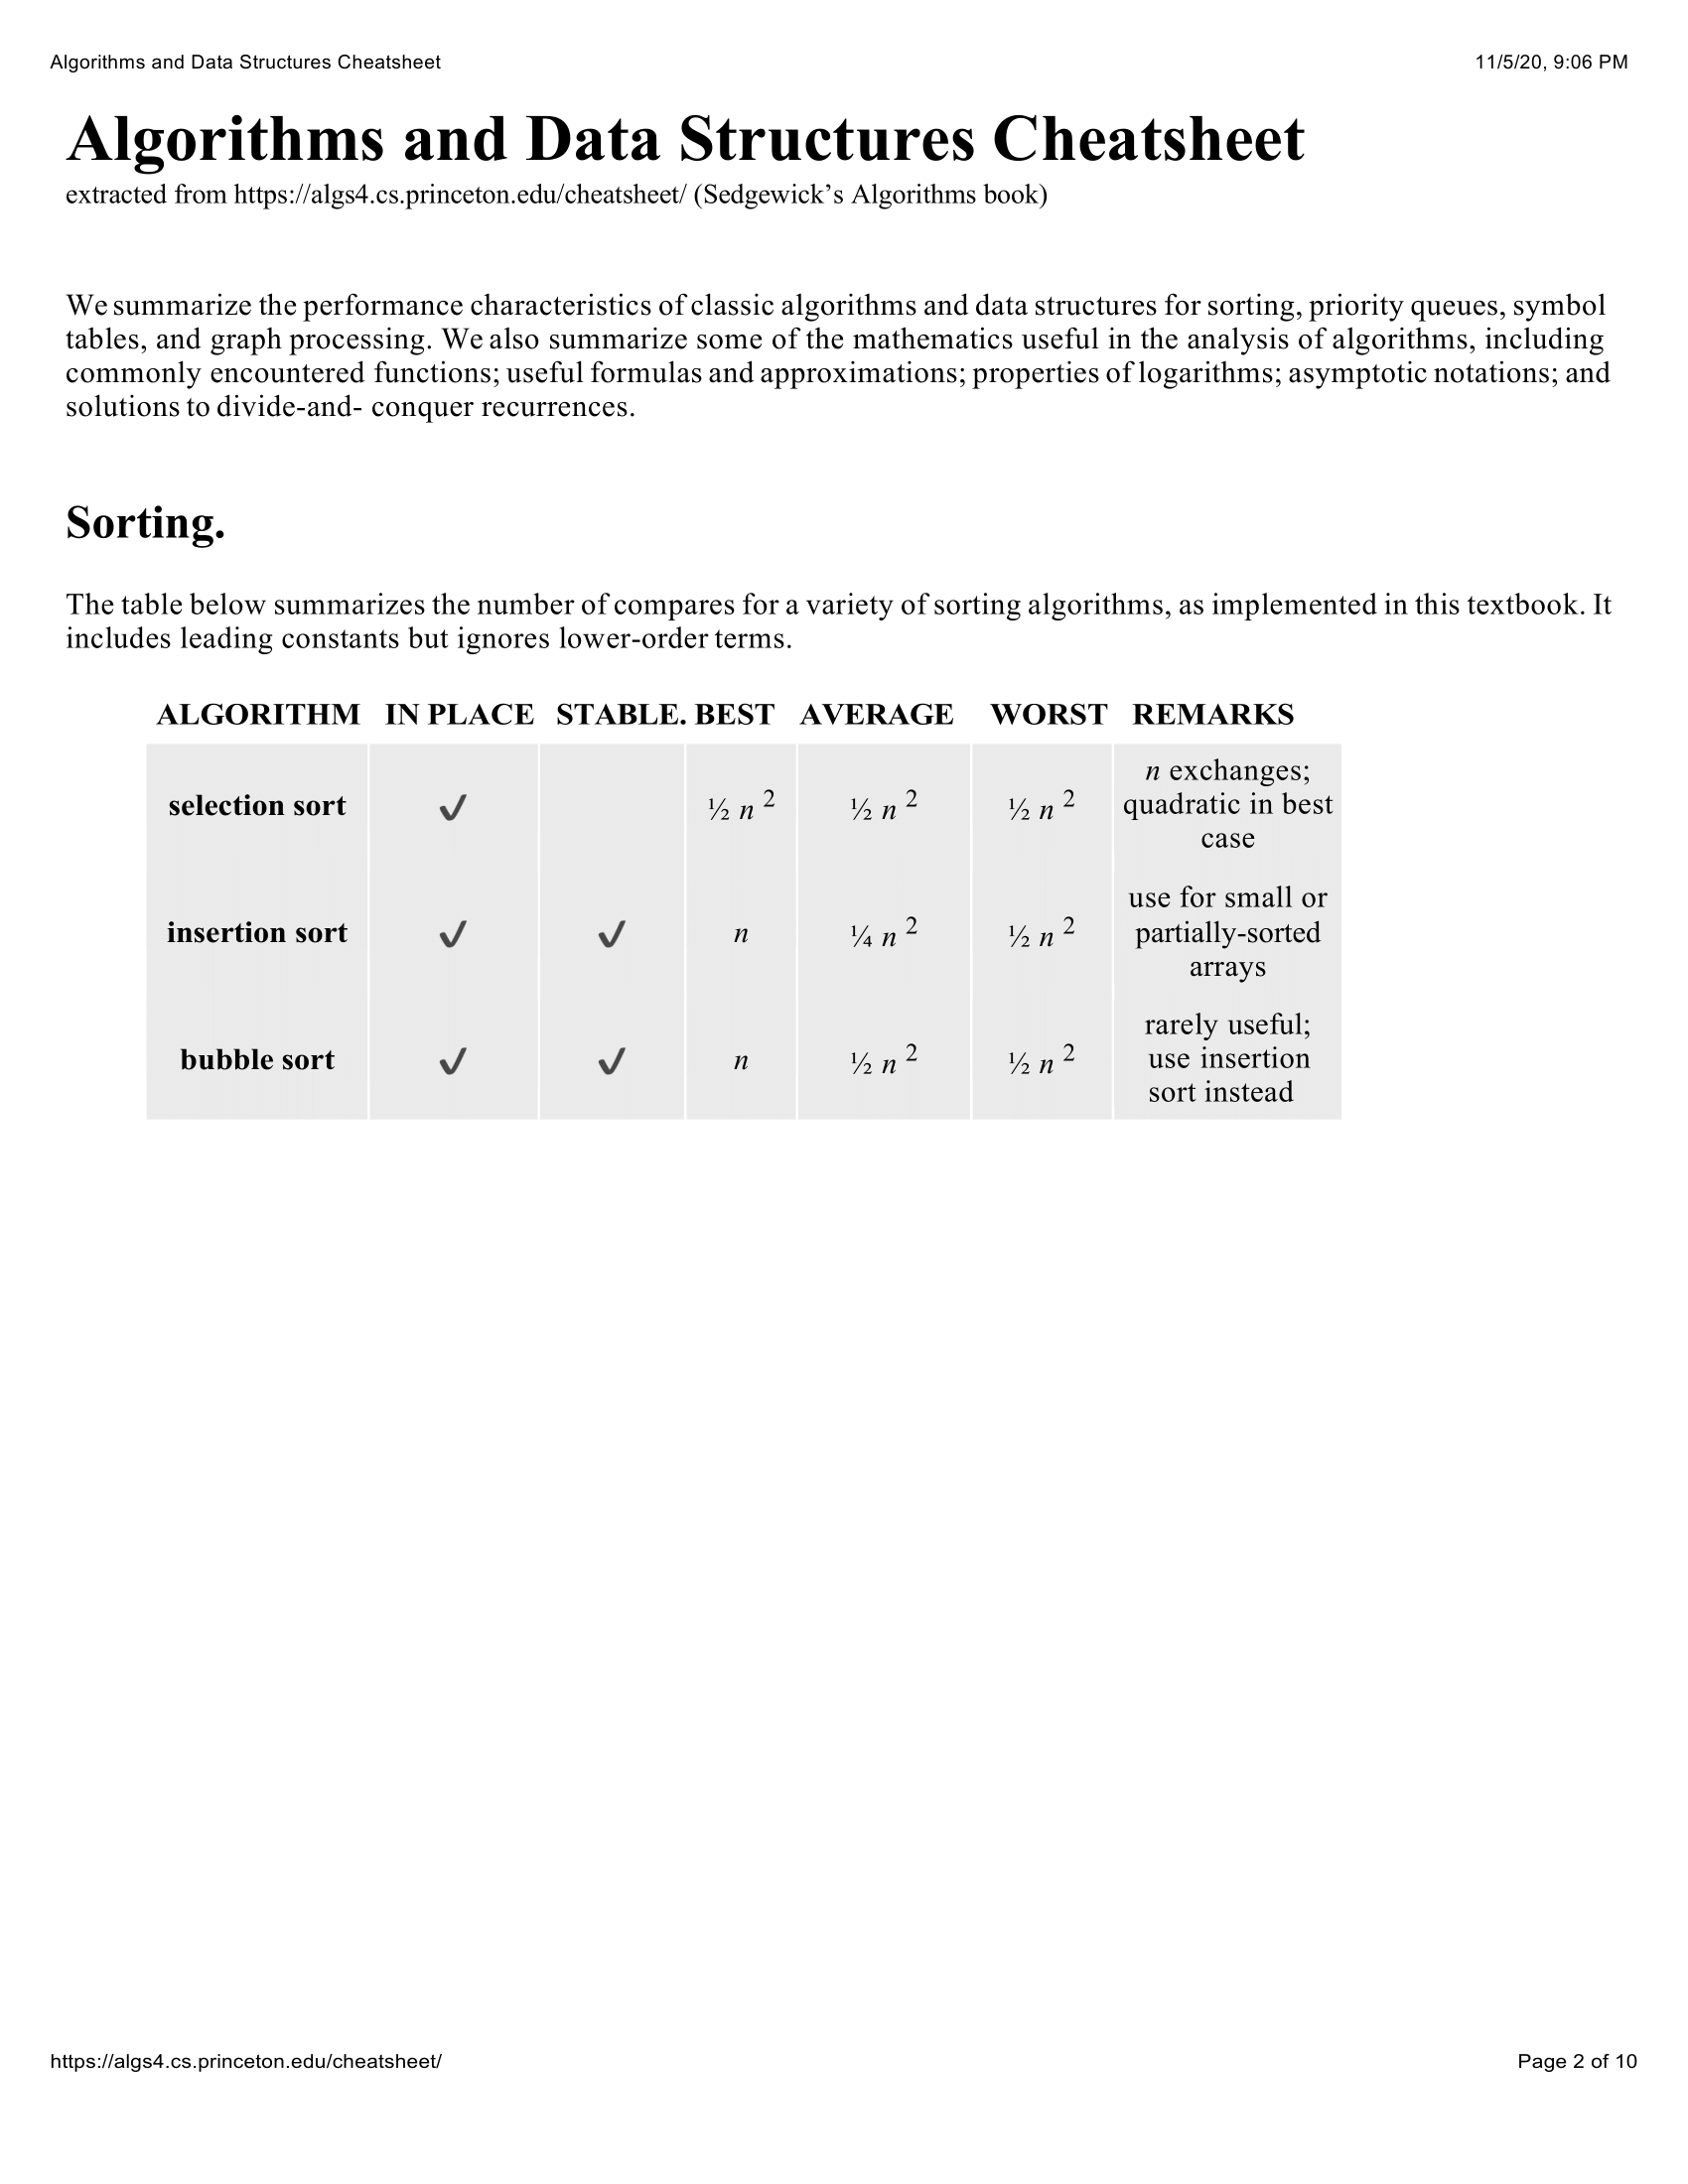 Algorithms and Data Structures Cheatsheet 11/5/20, 9:06 PM
Algorithms and Data Structures Cheatsheet
extracted from https://algs4.cs.princeton.edu/cheatsheet/ (Sedgewick’s Algorithms book)
We summarize the performance characteristics of classic algorithms and data structures for sorting, priority queues, symbol
tables, and graph processing. We also summarize some of the mathematics useful in the analysis of algorithms, including
commonly encountered functions; useful formulas and approximations; properties of logarithms; asymptotic notations; and
solutions to divide-and- conquer recurrences.
Sorting.
The table below summarizes the number of compares for a variety of sorting algorithms, as implemented in this textbook. It
includes leading constants but ignores lower-order terms.
ALGORITHM IN PLACE STABLE. BEST AVERAGE WORST REMARKS
selection sort ✔ ½ n 2 ½ n 2 ½ n 2 n exchanges;
quadratic in best
case
insertion sort ✔ ✔ n ¼ n 2 ½ n 2 use for small or
partially-sorted
arrays
bubble sort ✔ ✔ n ½ n 2 ½ n 2 rarely useful;
use insertion
sort instead
https://algs4.cs.princeton.edu/cheatsheet/ Page 2 of 10